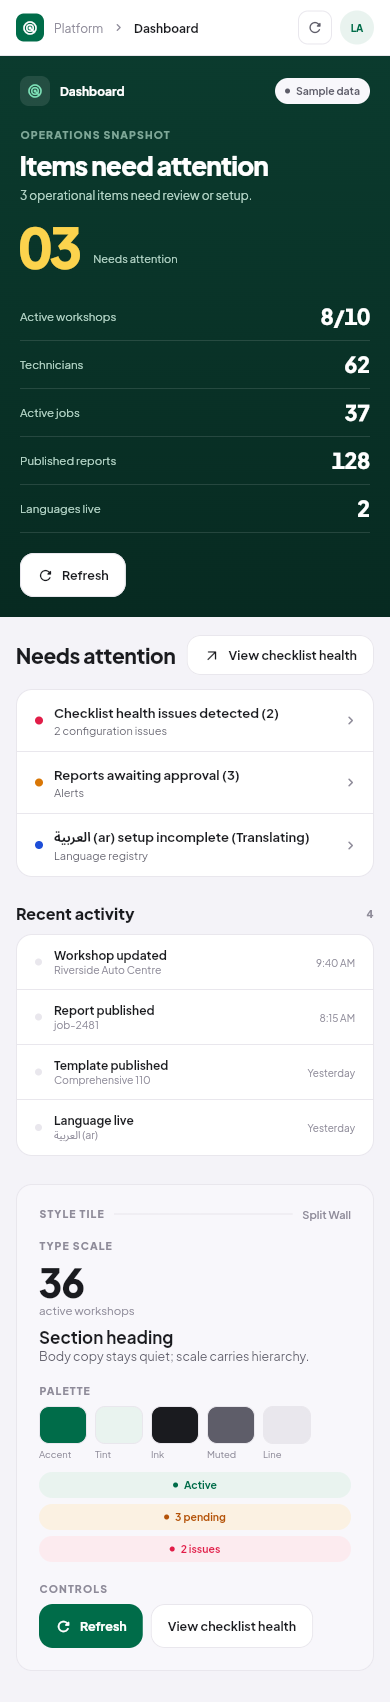 Platform > Dashboard
LA
Dashboard
Sample data
OPERATIONS SNAPSHOT
Items need attention
3 operational items need review or setup.
03 Needs attention
Active workshops 8/10
Technicians 62
Active jobs 37
Published reports 128
Languages live 2
Refresh
Needs attention
View checklist health
Checklist health issues detected (2)
2 configuration issues
Reports awaiting approval (3)
Alerts
العربية (ar) setup incomplete (Translating)
Language registry
Recent activity 4
Workshop updated
Riverside Auto Centre
9:40 AM
Report published
job-2481
8:15 AM
Template published
Comprehensive 110
Yesterday
Language live
العربية (ar)
Yesterday
STYLE TILE
Split Wall
TYPE SCALE
36
active workshops
Section heading
Body copy stays quiet; scale carries hierarchy.
PALETTE
Accent Tint Ink Muted Line
Active
3 pending
2 issues
CONTROLS
Refresh
View checklist health